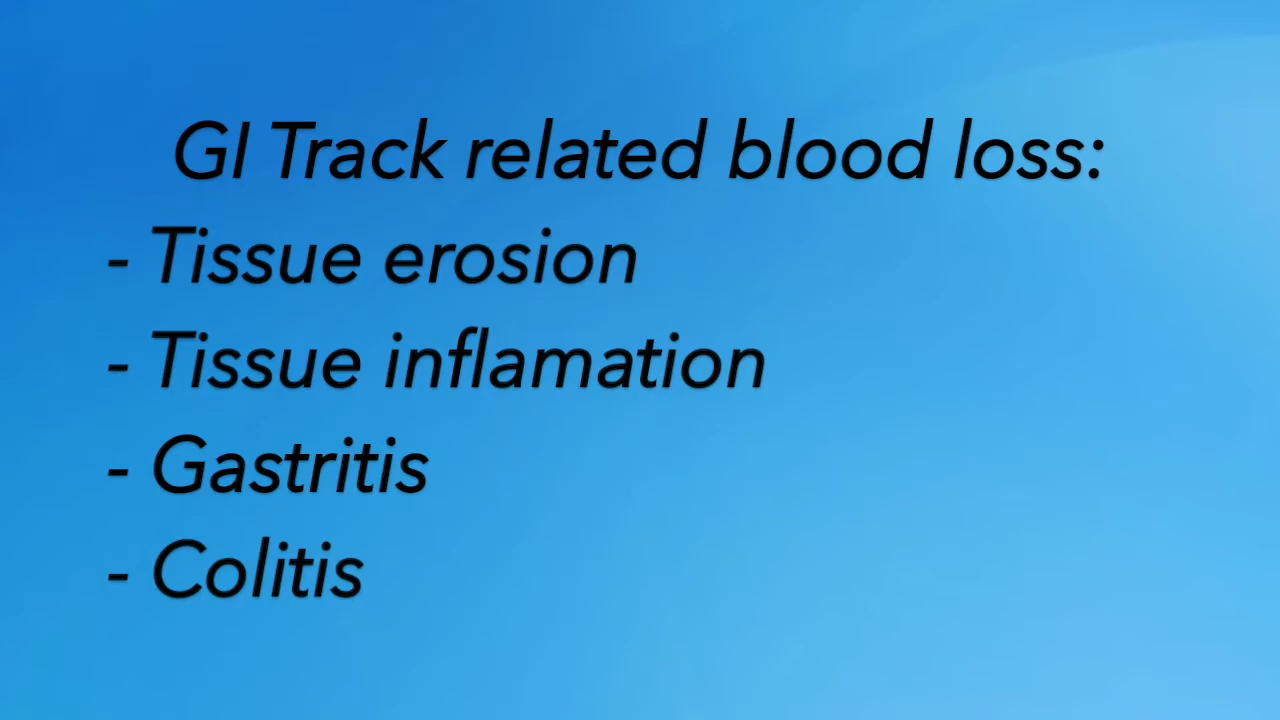 GI Track related blood loss:
- Tissue erosion
- Tissue inflamation
- Gastritis
- Colitis